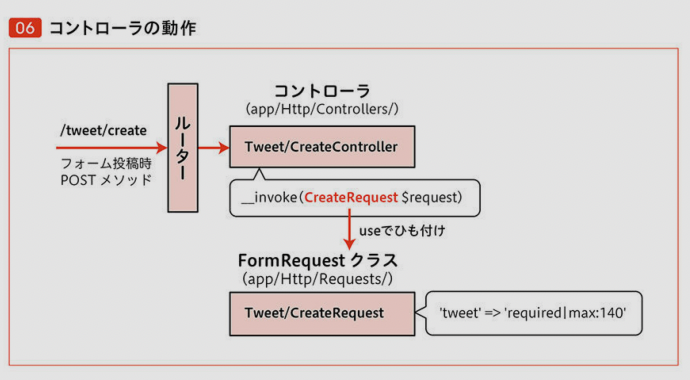 06 コントローラの動作
コントローラ
(app/Http/Controllers/)
/tweet/create
フォーム投稿時
POST メソッド
ルーター
Tweet/CreateController
__invoke(CreateRequest $request)
useでひも付け
FormRequest クラス
(app/Http/Requests/)
Tweet/CreateRequest
'tweet' => 'required|max:140'